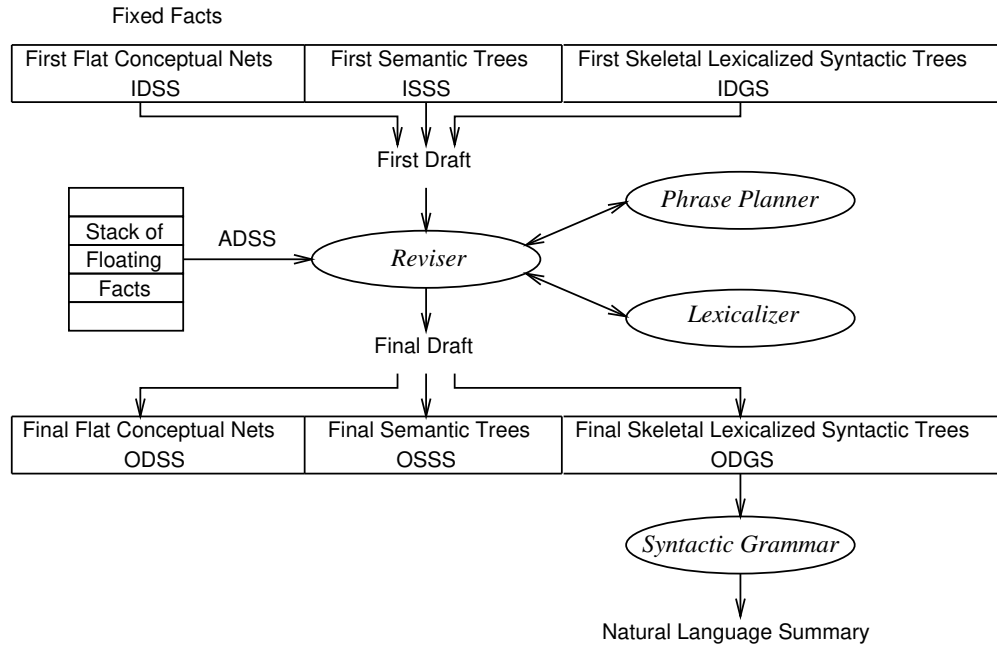 Fixed Facts
First Flat Conceptual Nets
IDSS
First Semantic Trees
ISSS
First Skeletal Lexicalized Syntactic Trees
IDGS
First Draft
Stack of
Floating
Facts
ADSS
Reviser
Phrase Planner
Lexicalizer
Final Draft
Final Flat Conceptual Nets
ODSS
Final Semantic Trees
OSSS
Final Skeletal Lexicalized Syntactic Trees
ODGS
Syntactic Grammar
Natural Language Summary